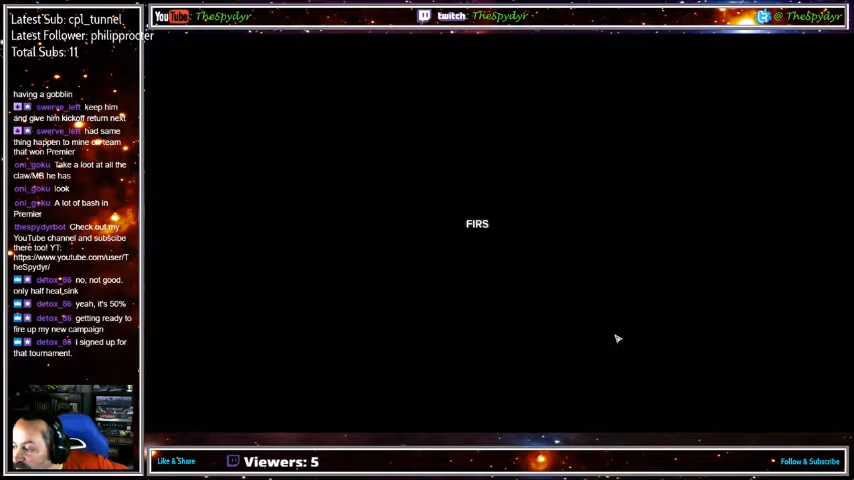 Latest Sub: cpl_tunnel
Latest Follower: philipprocter
Total Subs: 11
having a gobblin
swerve_left keep him
and give him kickoff return next
swerve_left had same
thing happen to mine on team
that won Premier
oni_goku Take a loot at all the
claw/MB he has
oni_goku look
oni_goku A lot of bash in
Premier
thespydyrbot Check out my
YouTube channel and subscibe
there too! YT:
https://www.youtube.com/user/T
heSpydyr/
detox_86 no, not good.
only half heat sink
detox_86 yeah, it's 50%
detox_86 getting ready to
fire up my new campaign
detox_86 i signed up for
that tournament.
YouTube: TheSpydyr
twitch: TheSpydyr
@ TheSpydyr
FIRS
Like & Share
Viewers: 5
Follow & Subscribe